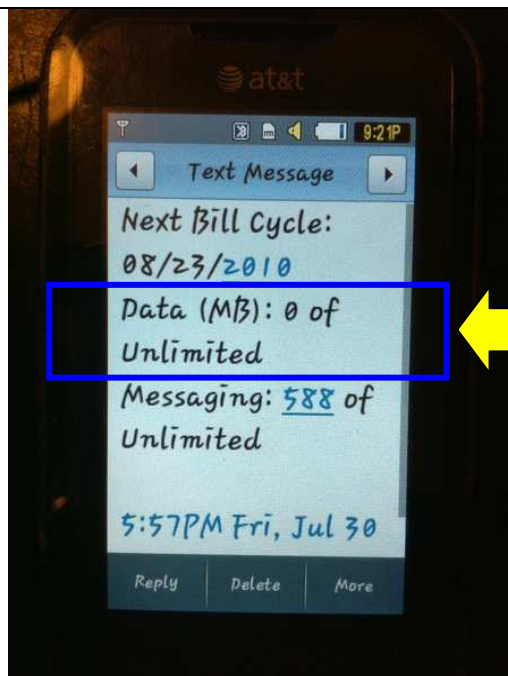 at&t
9:21P
Text Message
Next Bill Cycle:
08/23/2010
Data (MB): 0 of
Unlimited
Messaging: 588 of
Unlimited
5:57PM Fri, Jul 30
Reply Delete More